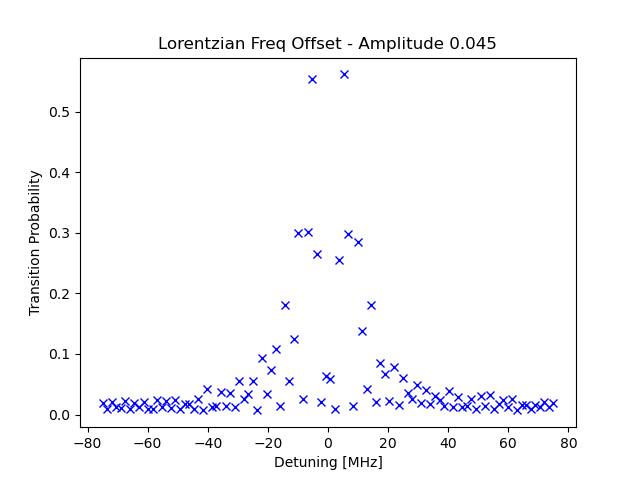 Lorentzian Freq Offset - Amplitude 0.045
Transition Probability
0.5
0.4
0.3
0.2
0.1
0.0
−80 −60 −40 −20 0 20 40 60 80
Detuning [MHz]